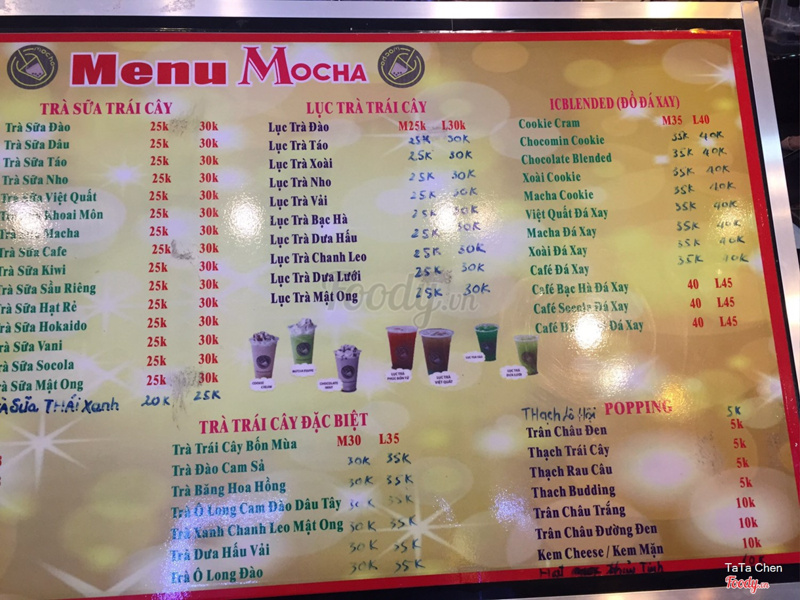 Menu MOCHA
TRÀ SỮA TRÁI CÂY
Trà Sữa Đào 25k 30k
Trà Sữa Dâu 25k 30k
Trà Sữa Táo 25k 30k
Trà Sữa Nho 25k 30k
Trà Sữa Việt Quất 25k 30k
Trà Sữa Khoai Môn 25k 30k
Trà Sữa Macha 25k 30k
Trà Sữa Cafe 25k 30k
Trà Sữa Kiwi 25k 30k
Trà Sữa Sầu Riêng 25k 30k
Trà Sữa Hạt Rẻ 25k 30k
Trà Sữa Hokaido 25k 30k
Trà Sữa Vani 25k 30k
Trà Sữa Socola 25k 30k
Trà Sữa Mật Ong 25k 30k
TRÀ SỮA THÁI Xanh 20K 25K
LỤC TRÀ TRÁI CÂY
Lục Trà Đào M25k L30k
Lục Trà Táo 25K 30K
Lục Trà Xoài 25K 30K
Lục Trà Nho 25K 30K
Lục Trà Vải 25K 30K
Lục Trà Bạc Hà 25K 30K
Lục Trà Dưa Hấu 25K 30K
Lục Trà Chanh Leo 25K 30K
Lục Trà Dưa Lưới 25K 30K
Lục Trà Mật Ong 25K 30K
ICBLENDED (ĐỒ ĐÁ XAY)
Cookie Cram M35 L40
Chocomin Cookie 35K 40K
Chocolate Blended 35K 40K
Xoài Cookie 35K 40K
Macha Cookie 35K 40K
Việt Quất Đá Xay 35K 40K
Macha Đá Xay 35K 40K
Xoài Đá Xay 35K 40K
Café Đá Xay 35K 40K
Café Bạc Hà Đá Xay 40 L45
Café Đá Xay 40 L45
Café Đá Xay 40 L45
TRÀ TRÁI CÂY ĐẶC BIỆT
Trà Trái Cây Bốn Mùa M30 L35
Trà Đào Cam Sả 30K 35K
Trà Băng Hoa Hồng 30K 35K
Trà Ô Long Cam Đào Dâu Tây 30K 35K
Trà Xanh Chanh Leo Mật Ong 30K 35K
Trà Dưa Hấu Vải 30K 35K
Trà Ô Long Đào 30K 35K
POPPING
Thạch Lô Hội 5K
Trân Châu Đen 5k
Thạch Trái Cây 5k
Thạch Rau Câu 5k
Thach Budding 5k
Trân Châu Trắng 10k
Trân Châu Đường Đen 10k
Kem Cheese / Kem Mặn 10k
Thủy Tinh 10K
Foody.vn
TaTa Chen
Foody.vn